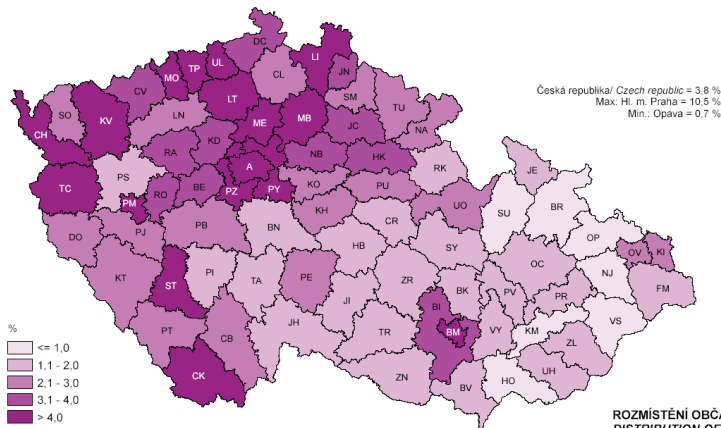 DC
LI
UL
TP
MO
CL
JN
CV
LT
SM
SO
LN
TU
KV
ME
MB
NA
CH
KD
JC
RA
A
NB
HK
PS
RK
JE
TC
PM
RO
BE
PZ
PY
KO
PU
SU
BR
KH
UO
DO
PJ
PB
BN
CR
OP
OV
KI
KT
ST
PI
TA
PE
HB
SY
OC
NJ
FM
ZR
BK
PV
PR
JI
BI
PT
CB
JH
TR
BM
VY
KM
VS
ZL
CK
ZN
BV
HO
UH
Česká republika/ Czech republic = 3,8 %
Max: Hl. m. Praha = 10,5 %
Min.: Opava = 0,7 %
%
<= 1,0
1,1 - 2,0
2,1 - 3,0
3,1 - 4,0
> 4,0
ROZMÍSTĚNÍ OBČA
DISTRIBUTION OF